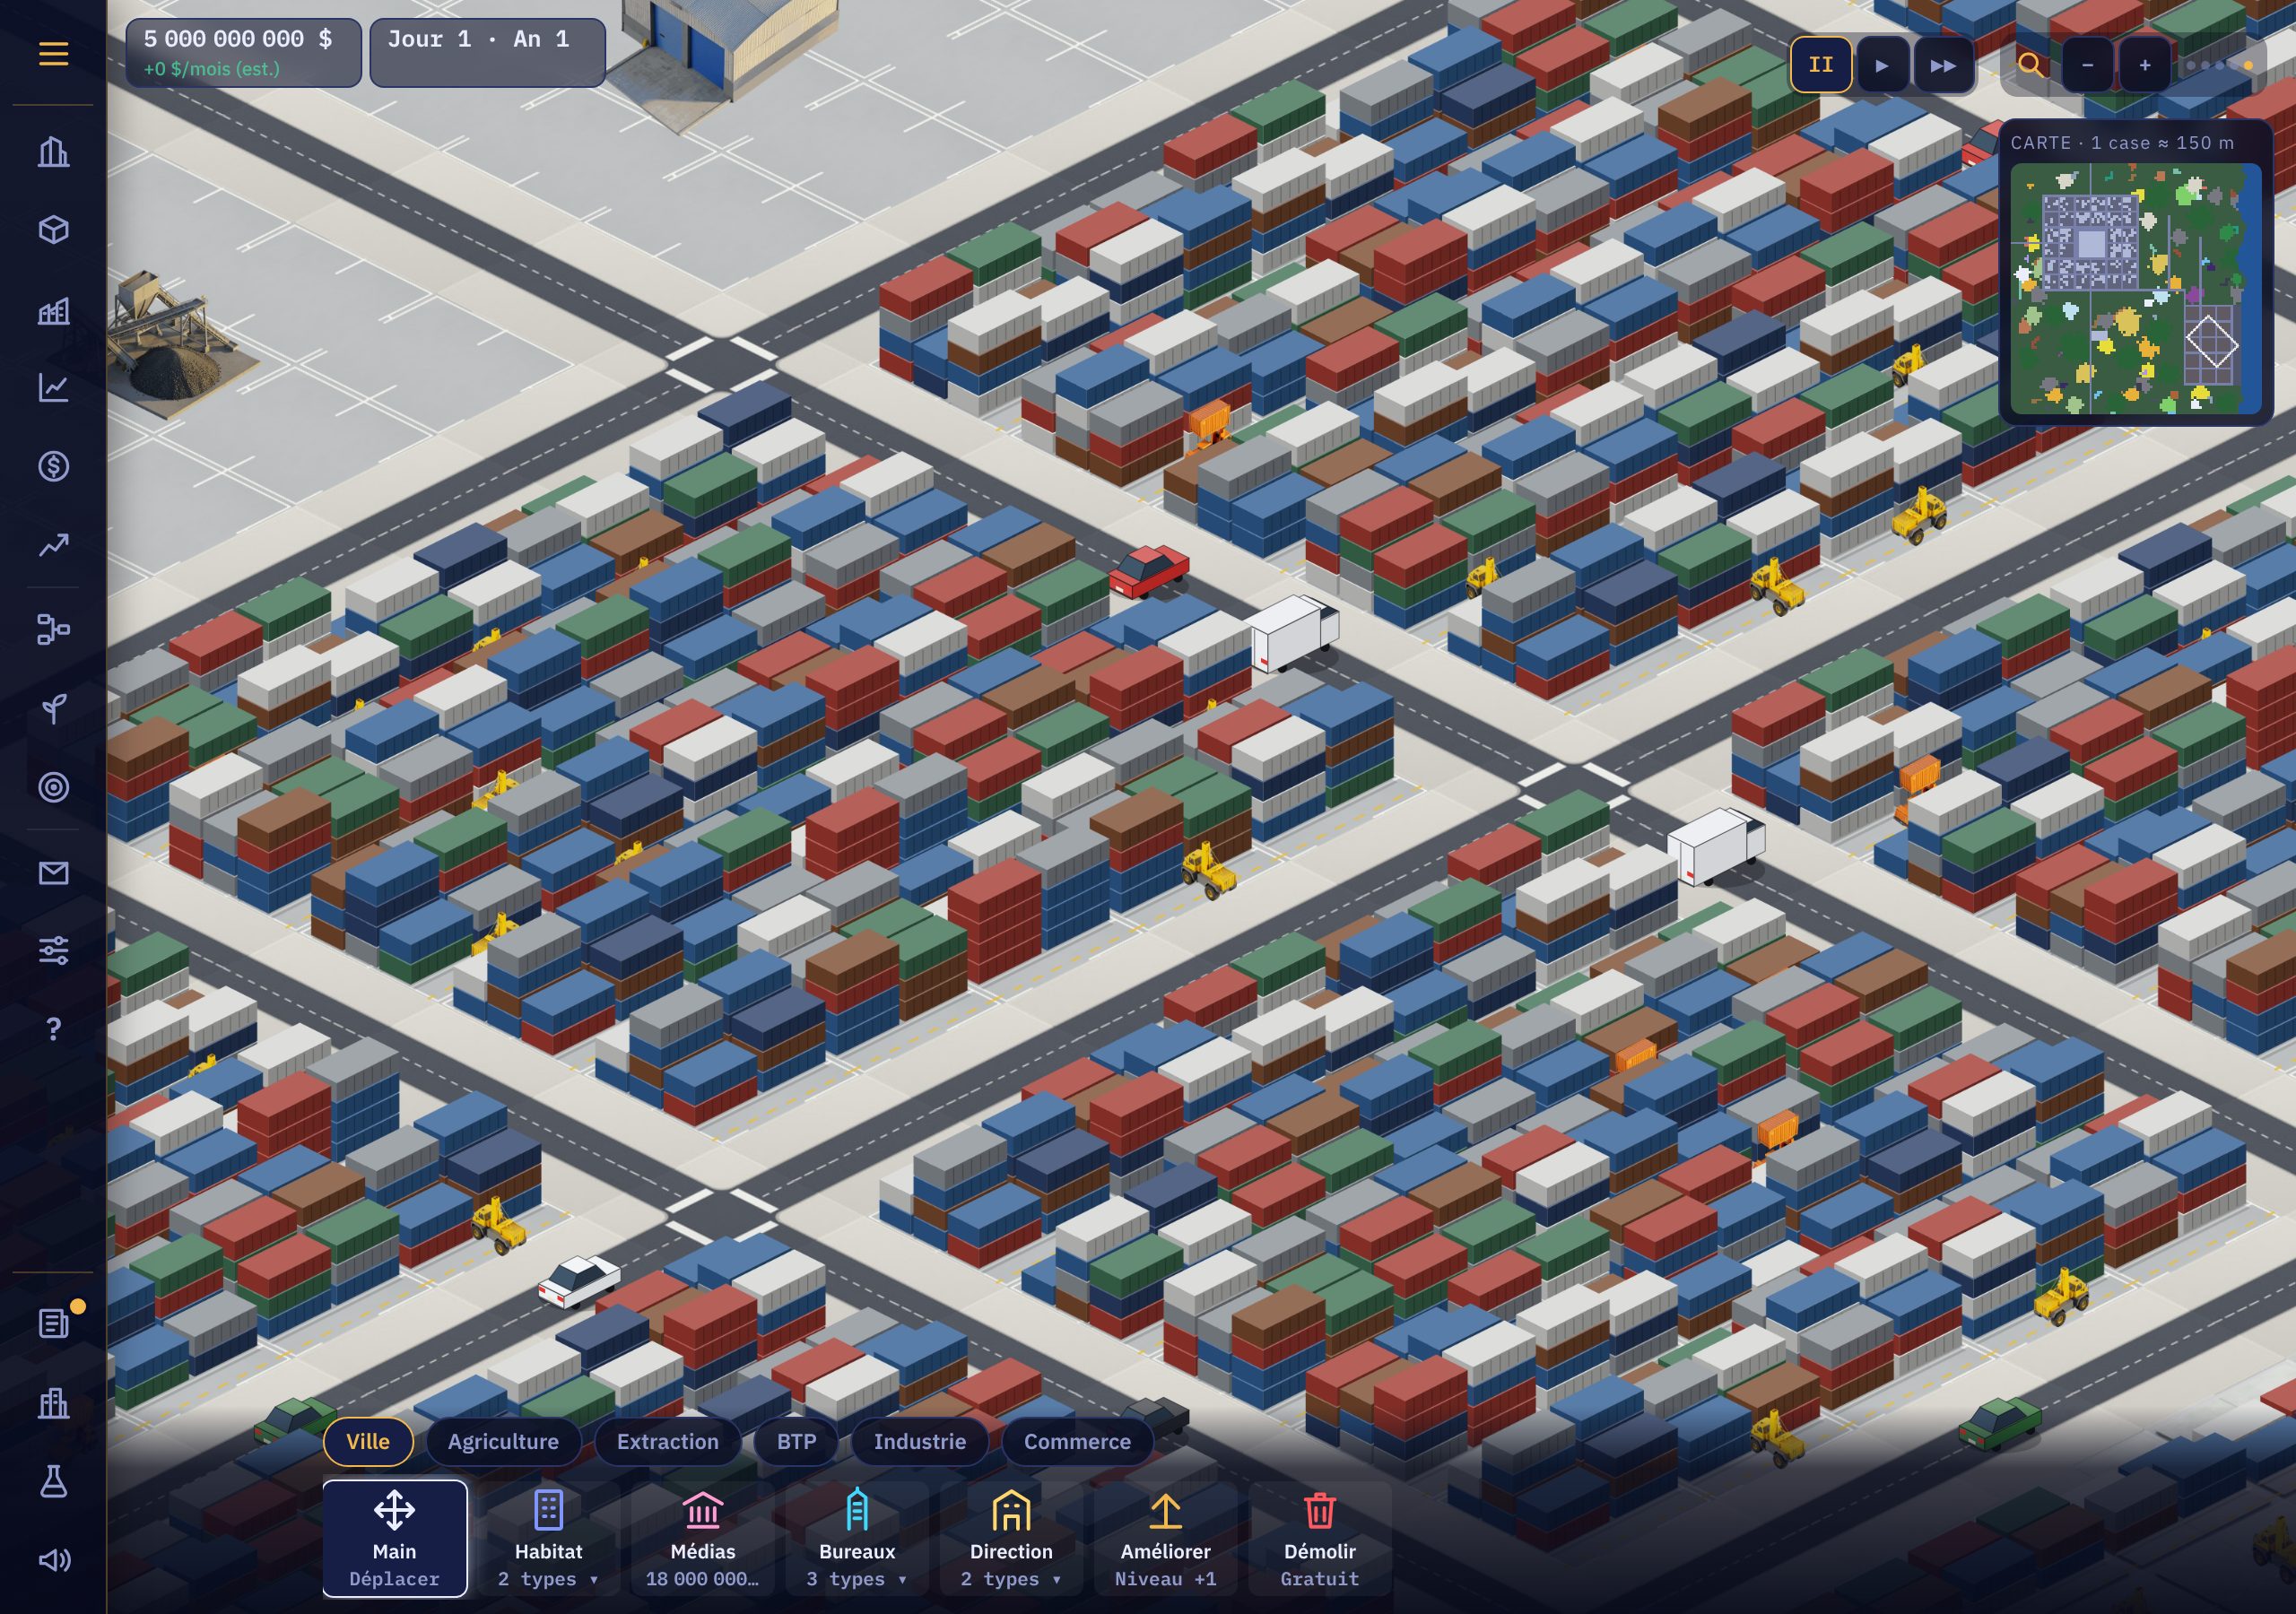 5 000 000 000 $
+0 $/mois (est.)
Jour 1 · An 1
II
− +
CARTE · 1 case ≈ 150 m
?
Ville
Agriculture
Extraction
BTP
Industrie
Commerce
Main
Déplacer
Habitat
2 types ▾
Médias
18 000 000…
Bureaux
3 types ▾
Direction
2 types ▾
Améliorer
Niveau +1
Démolir
Gratuit